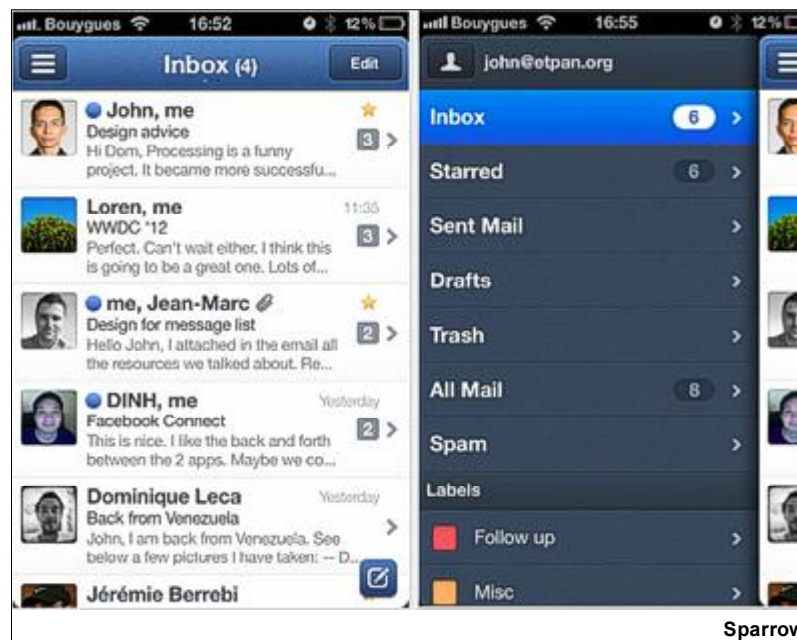 Bouygues 16:52 12%
Inbox (4)
Edit
John, me
Design advice
3
Hi Dom, Processing is a funny
project. It became more successfu...
Loren, me 11:35
WWDC '12
3
Perfect. Can't wait either. I think this
is going to be a great one. Lots of...
me, Jean-Marc
Design for message list
2
Hello John, I attached in the email all
the resources we talked about. Re...
DINH, me Yesterday
Facebook Connect
2
This is nice. I like the back and forth
between the 2 apps. Maybe we co...
Dominique Leca Yesterday
Back from Venezuela
John, I am back from Venezuela. See
below a few pictures I have taken: -- D...
Jérémie Berrebi
Bouygues 16:55 12%
john@etpan.org
Inbox 6
Starred 6
Sent Mail
Drafts
Trash
All Mail 8
Spam
Labels
Follow up
Misc
Sparrow